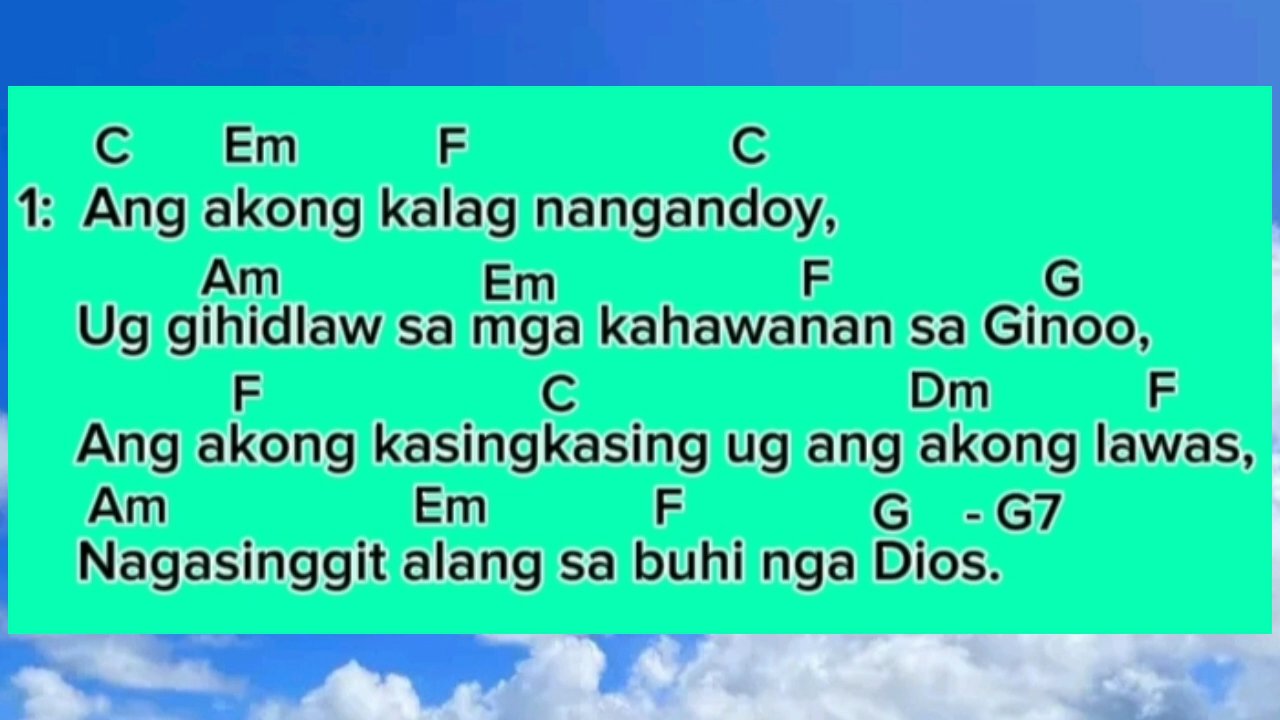 C Em F C
1: Ang akong kalag nangandoy,
Am Em F G
Ug gihidlaw sa mga kahawanan sa Ginoo,
F C Dm F
Ang akong kasingkasing ug ang akong lawas,
Am Em F G - G7
Nagasinggit alang sa buhi nga Dios.